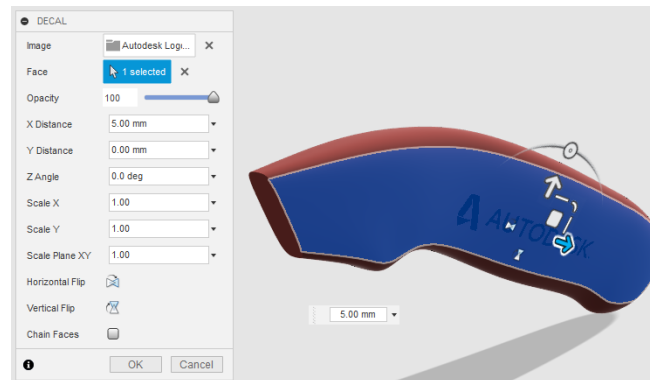 DECAL
Image Autodesk Logo...
Face 1 selected
Opacity 100
X Distance 5.00 mm
Y Distance 0.00 mm
Z Angle 0.0 deg
Scale X 1.00
Scale Y 1.00
Scale Plane XY 1.00
Horizontal Flip
Vertical Flip
Chain Faces
OK Cancel
AUTODESK
5.00 mm